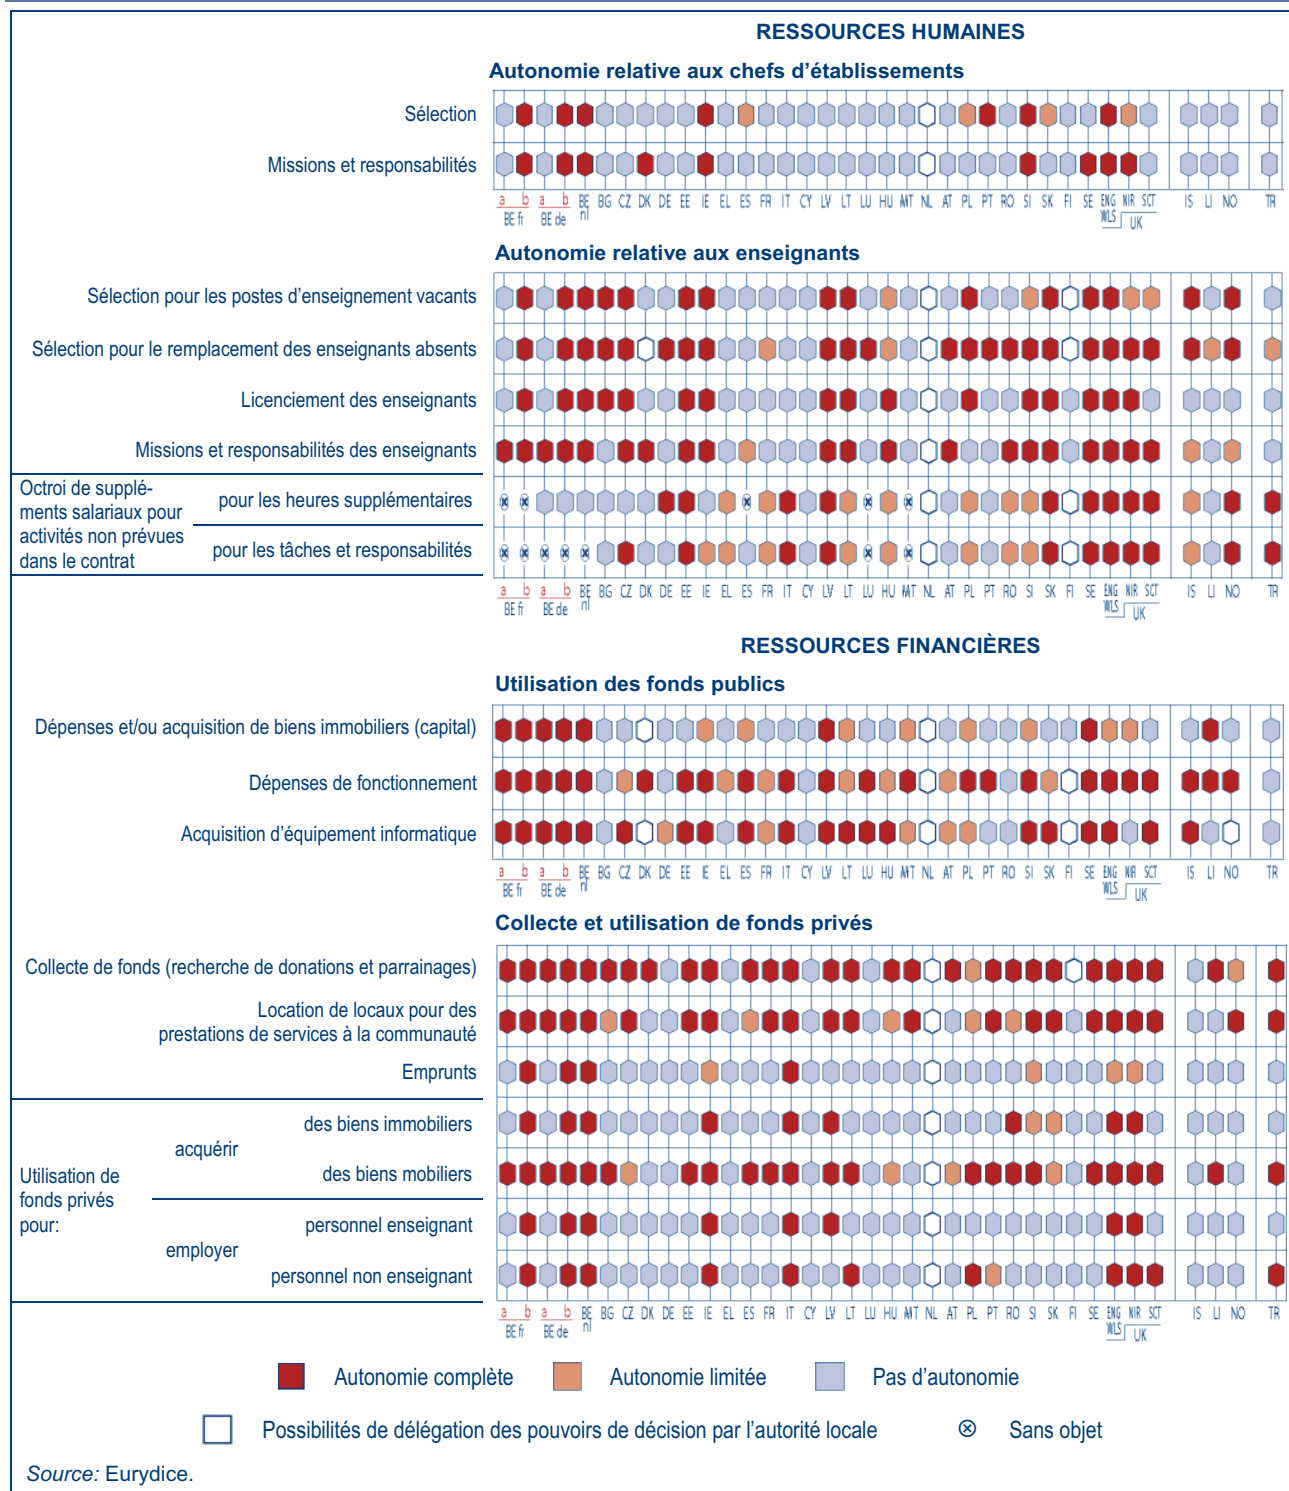 RESSOURCES HUMAINES
Autonomie relative aux chefs d'établissements
Sélection
Missions et responsabilités
a b a b BE BG CZ DK DE EE IE EL ES FR IT CY LV LT LU HU MT NL AT PL PT RO SI SK FI SE ENG NIR SCT IS LI NO TR
BE fr BE de nl WLS UK
Autonomie relative aux enseignants
Sélection pour les postes d'enseignement vacants
Sélection pour le remplacement des enseignants absents
Licenciement des enseignants
Missions et responsabilités des enseignants
Octroi de supplé-
ments salariaux pour
activités non prévues
dans le contrat
pour les heures supplémentaires
pour les tâches et responsabilités
a b a b BE BG CZ DK DE EE IE EL ES FR IT CY LV LT LU HU MT NL AT PL PT RO SI SK FI SE ENG NIR SCT IS LI NO TR
BE fr BE de nl WLS UK
RESSOURCES FINANCIÈRES
Utilisation des fonds publics
Dépenses et/ou acquisition de biens immobiliers (capital)
Dépenses de fonctionnement
Acquisition d'équipement informatique
a b a b BE BG CZ DK DE EE IE EL ES FR IT CY LV LT LU HU MT NL AT PL PT RO SI SK FI SE ENG NIR SCT IS LI NO TR
BE fr BE de nl WLS UK
Collecte et utilisation de fonds privés
Collecte de fonds (recherche de donations et parrainages)
Location de locaux pour des
prestations de services à la communauté
Emprunts
Utilisation de
fonds privés
pour:
acquérir
des biens immobiliers
des biens mobiliers
employer
personnel enseignant
personnel non enseignant
a b a b BE BG CZ DK DE EE IE EL ES FR IT CY LV LT LU HU MT NL AT PL PT RO SI SK FI SE ENG NIR SCT IS LI NO TR
BE fr BE de nl WLS UK
Autonomie complète Autonomie limitée Pas d'autonomie
Possibilités de délégation des pouvoirs de décision par l'autorité locale Sans objet
Source: Eurydice.